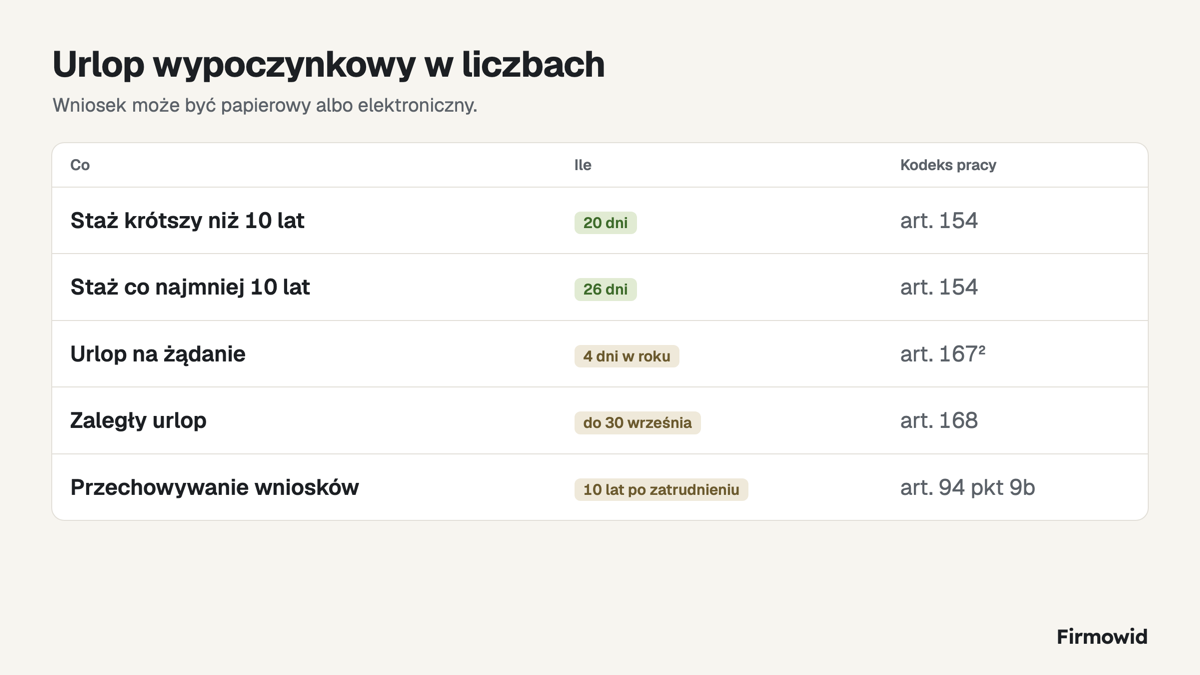 Urlop wypoczynkowy w liczbach
Wniosek może być papierowy albo elektroniczny.
Co Ile Kodeks pracy
Staż krótszy niż 10 lat 20 dni art. 154
Staż co najmniej 10 lat 26 dni art. 154
Urlop na żądanie 4 dni w roku art. 167²
Zaległy urlop do 30 września art. 168
Przechowywanie wniosków 10 lat po zatrudnieniu art. 94 pkt 9b
Firmowid